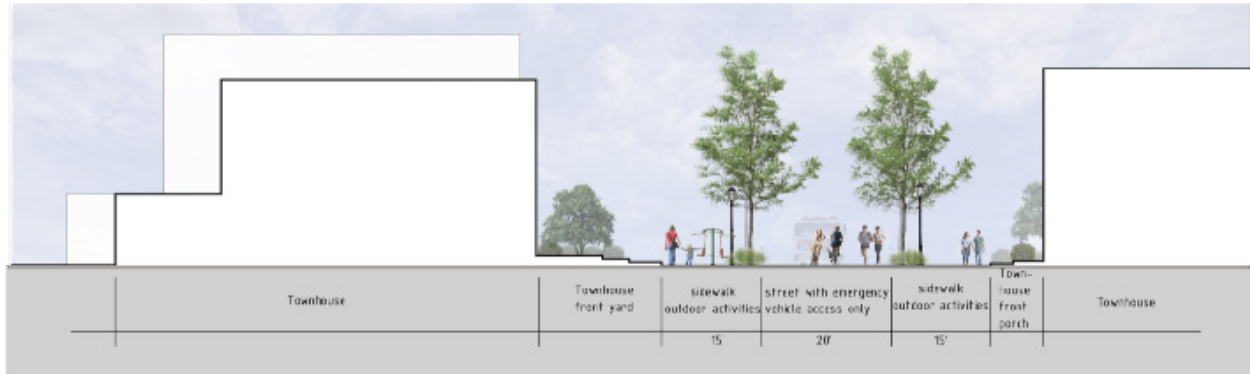 Townhouse
Townhouse
front yard
sidewalk
outdoor activities
street with emergency
vehicle access only
sidewalk
outdoor activities
Town-
house
front
porch
Townhouse
15
20'
15'